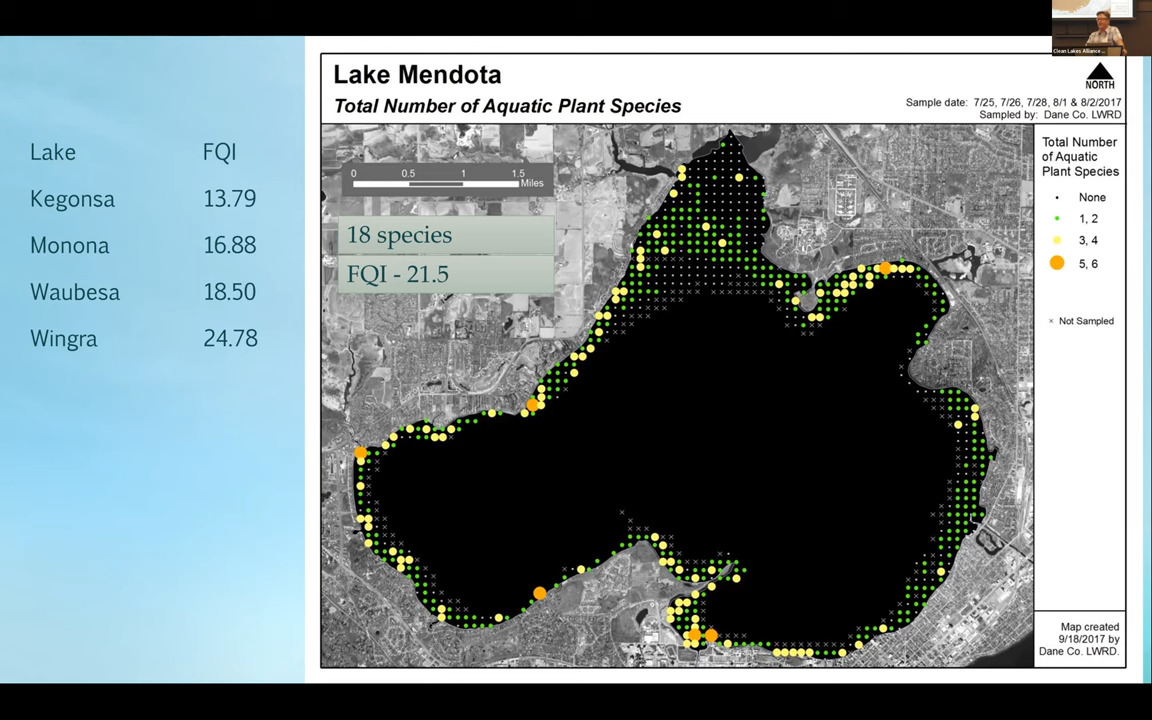 Clean Lakes Alliance ...
Lake FQI
Kegonsa 13.79
Monona 16.88
Waubesa 18.50
Wingra 24.78
Lake Mendota
Total Number of Aquatic Plant Species
NORTH
Sample date: 7/25, 7/26, 7/28, 8/1 & 8/2/2017
Sampled by: Dane Co. LWRD
0 0.5 1 1.5
Miles
18 species
FQI - 21.5
Total Number
of Aquatic
Plant Species
None
1, 2
3, 4
5, 6
× Not Sampled
Map created
9/18/2017 by
Dane Co. LWRD.